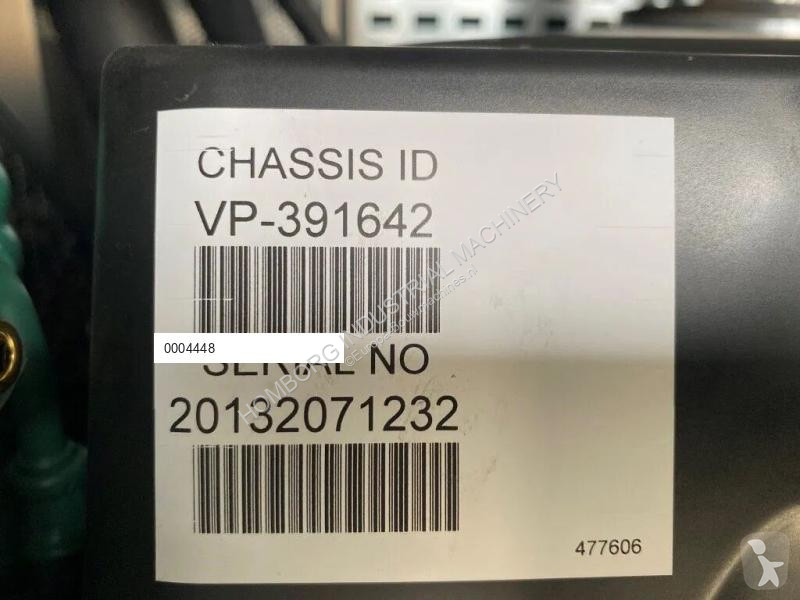 CHASSIS ID
VP-391642
0004448
SERIAL NO
20132071232
477606
HOMBORG INDUSTRIAL MACHINERY